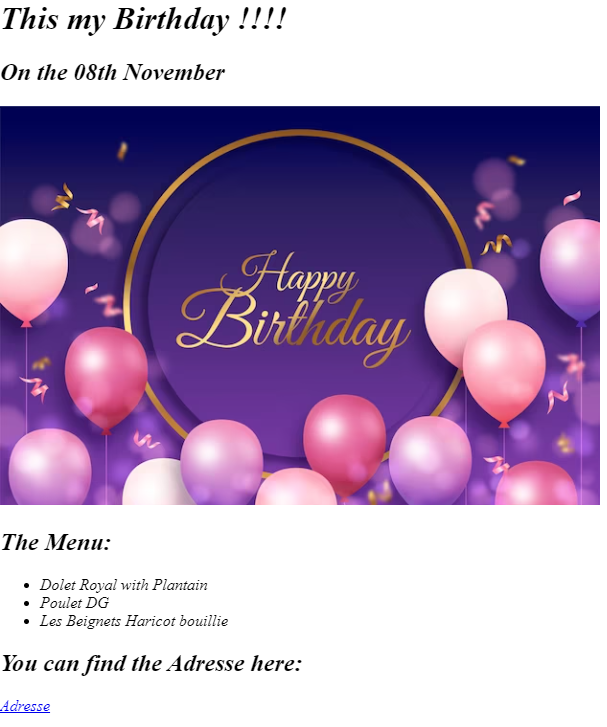 This my Birthday !!!!
On the 08th November
Happy
Birthday
The Menu:
Dolet Royal with Plantain
Poulet DG
Les Beignets Haricot bouillie
You can find the Adresse here:
Adresse